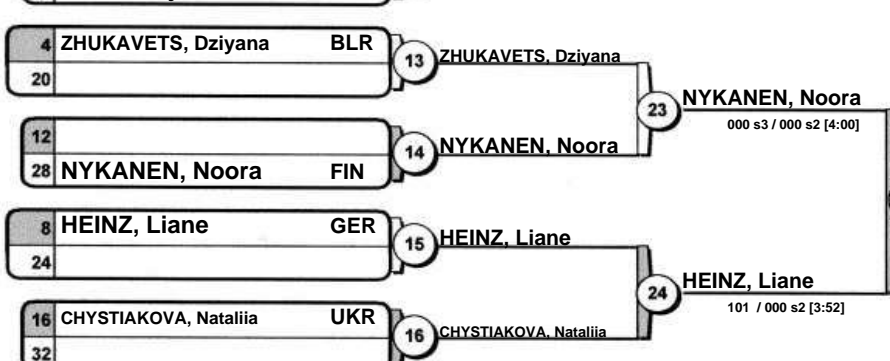 4 ZHUKAVETS, Dziyana BLR
20
13 ZHUKAVETS, Dziyana
12
28 NYKANEN, Noora FIN
14 NYKANEN, Noora
23 NYKANEN, Noora
000 s3 / 000 s2 [4:00]
8 HEINZ, Liane GER
24
15 HEINZ, Liane
16 CHYSTIAKOVA, Nataliia UKR
32
16 CHYSTIAKOVA, Nataliia
24 HEINZ, Liane
101 / 000 s2 [3:52]